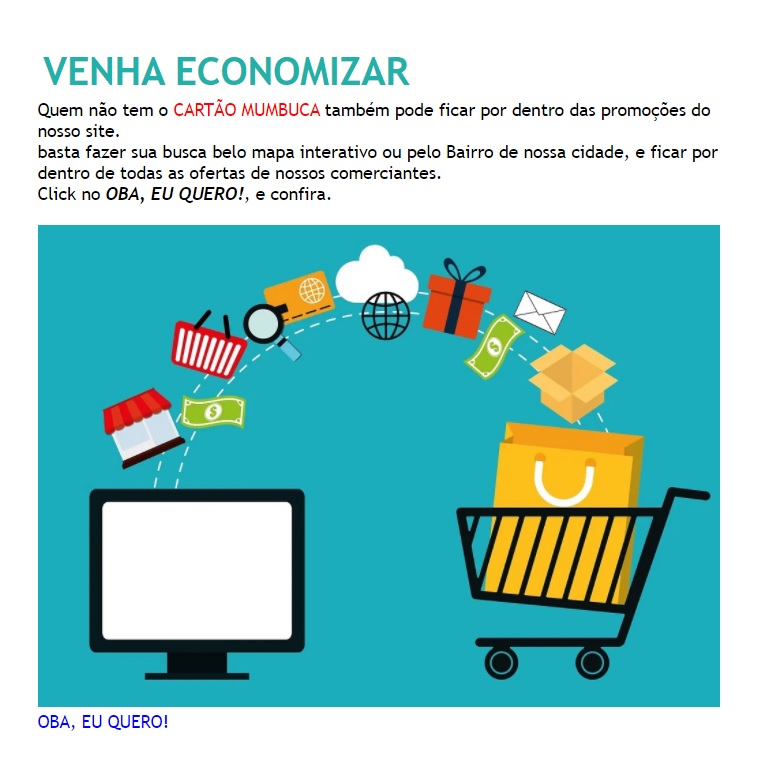 VENHA ECONOMIZAR
Quem não tem o CARTÃO MUMBUCA também pode ficar por dentro das promoções do
nosso site.
basta fazer sua busca belo mapa interativo ou pelo Bairro de nossa cidade, e ficar por
dentro de todas as ofertas de nossos comerciantes.
Click no OBA, EU QUERO!, e confira.
$
$
OBA, EU QUERO!